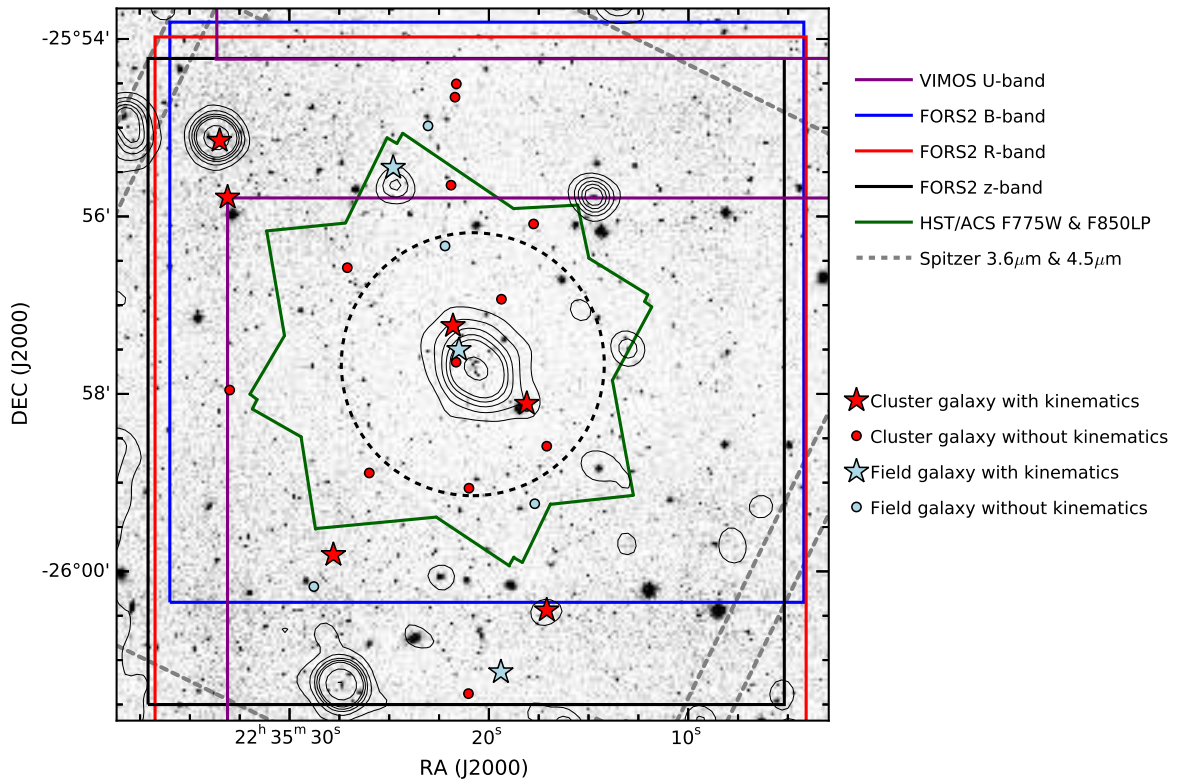 -25°54'
-56'
58'
-26°00'
DEC (J2000)
22ʰ 35ᵐ 30ˢ
20ˢ
10ˢ
RA (J2000)
VIMOS U-band
FORS2 B-band
FORS2 R-band
FORS2 z-band
HST/ACS F775W & F850LP
Spitzer 3.6μm & 4.5μm
Cluster galaxy with kinematics
Cluster galaxy without kinematics
Field galaxy with kinematics
Field galaxy without kinematics